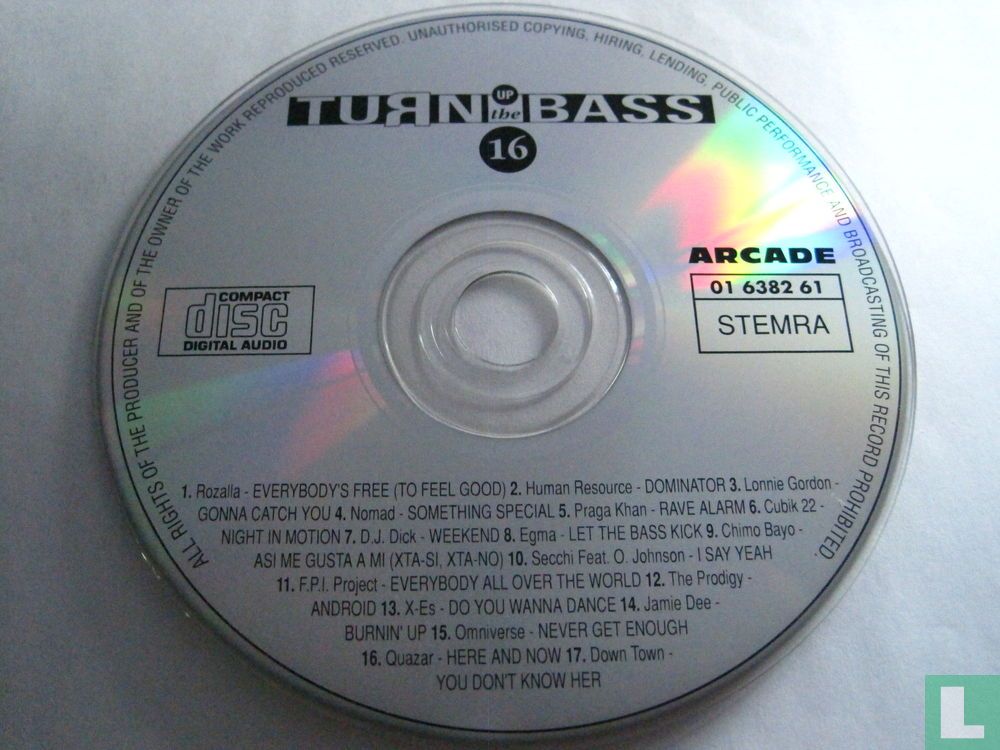 ALL RIGHTS OF THE PRODUCER AND OF THE OWNER OF THE WORK REPRODUCED RESERVED. UNAUTHORISED COPYING, HIRING, LENDING, PUBLIC PERFORMANCE AND BROADCASTING OF THIS RECORD PROHIBITED.
TUЯN UP the BASS
16
COMPACT
disc
DIGITAL AUDIO
ARCADE
01 6382 61
STEMRA
1. Rozalla - EVERYBODY'S FREE (TO FEEL GOOD) 2. Human Resource - DOMINATOR 3. Lonnie Gordon -
GONNA CATCH YOU 4. Nomad - SOMETHING SPECIAL 5. Praga Khan - RAVE ALARM 6. Cubik 22 -
NIGHT IN MOTION 7. D.J. Dick - WEEKEND 8. Egma - LET THE BASS KICK 9. Chimo Bayo -
ASI ME GUSTA A MI (XTA-SI, XTA-NO) 10. Secchi Feat. O. Johnson - I SAY YEAH
11. F.P.I. Project - EVERYBODY ALL OVER THE WORLD 12. The Prodigy -
ANDROID 13. X-Es - DO YOU WANNA DANCE 14. Jamie Dee -
BURNIN' UP 15. Omniverse - NEVER GET ENOUGH
16. Quazar - HERE AND NOW 17. Down Town -
YOU DON'T KNOW HER
L